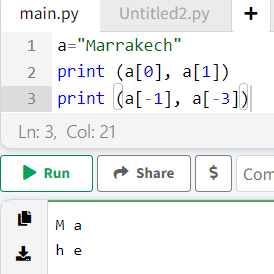 main.py Untitled2.py +
1 a="Marrakech"
2 print (a[0], a[1])
3 print (a[-1], a[-3])
Ln: 3, Col: 21
Run Share $ Com
M a
h e